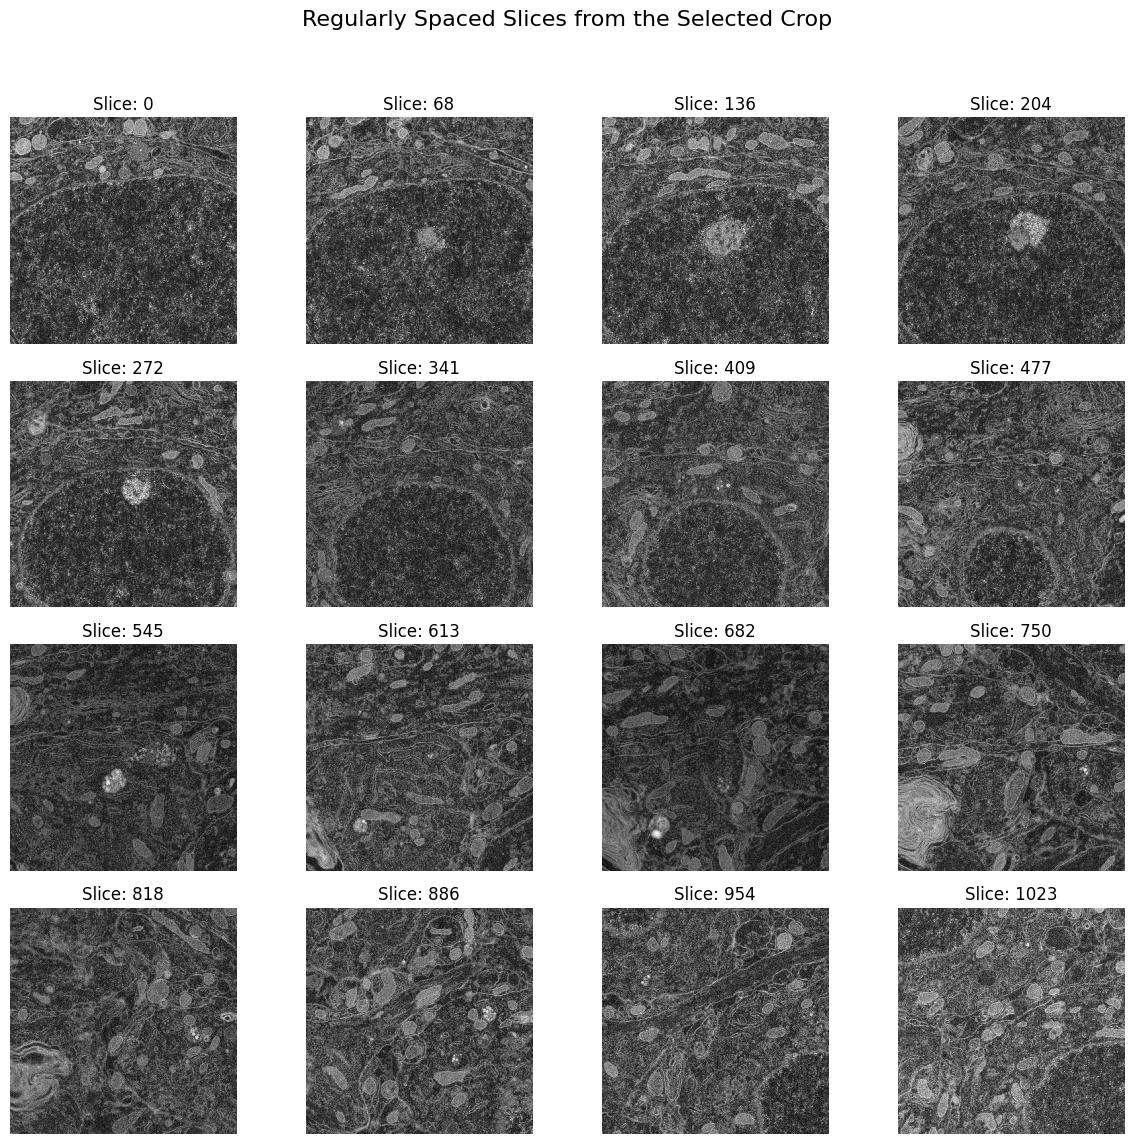 Regularly Spaced Slices from the Selected Crop
Slice: 0
Slice: 68
Slice: 136
Slice: 204
Slice: 272
Slice: 341
Slice: 409
Slice: 477
Slice: 545
Slice: 613
Slice: 682
Slice: 750
Slice: 818
Slice: 886
Slice: 954
Slice: 1023